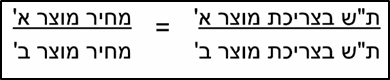 ת"ש בצריכת מוצר א' = מחיר מוצר א'
ת"ש בצריכת מוצר ב' מחיר מוצר ב'